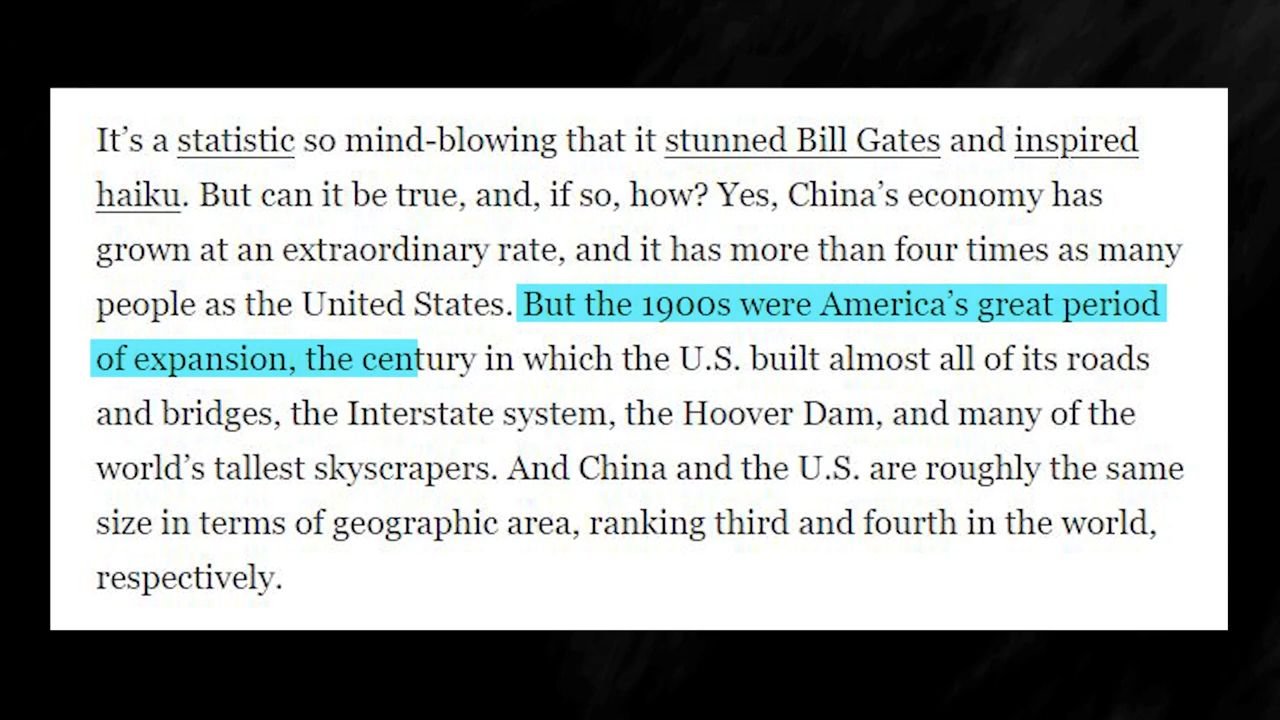 It’s a statistic so mind-blowing that it stunned Bill Gates and inspired
haiku. But can it be true, and, if so, how? Yes, China’s economy has
grown at an extraordinary rate, and it has more than four times as many
people as the United States. But the 1900s were America’s great period
of expansion, the century in which the U.S. built almost all of its roads
and bridges, the Interstate system, the Hoover Dam, and many of the
world’s tallest skyscrapers. And China and the U.S. are roughly the same
size in terms of geographic area, ranking third and fourth in the world,
respectively.